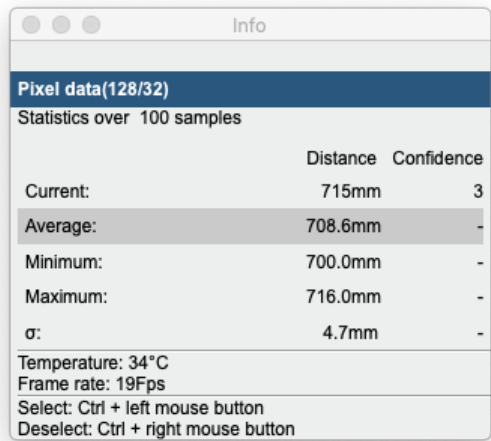 Info
Pixel data(128/32)
Statistics over  100 samples
Distance Confidence
Current: 715mm 3
Average: 708.6mm -
Minimum: 700.0mm -
Maximum: 716.0mm -
σ: 4.7mm -
Temperature: 34°C
Frame rate: 19Fps
Select: Ctrl + left mouse button
Deselect: Ctrl + right mouse button